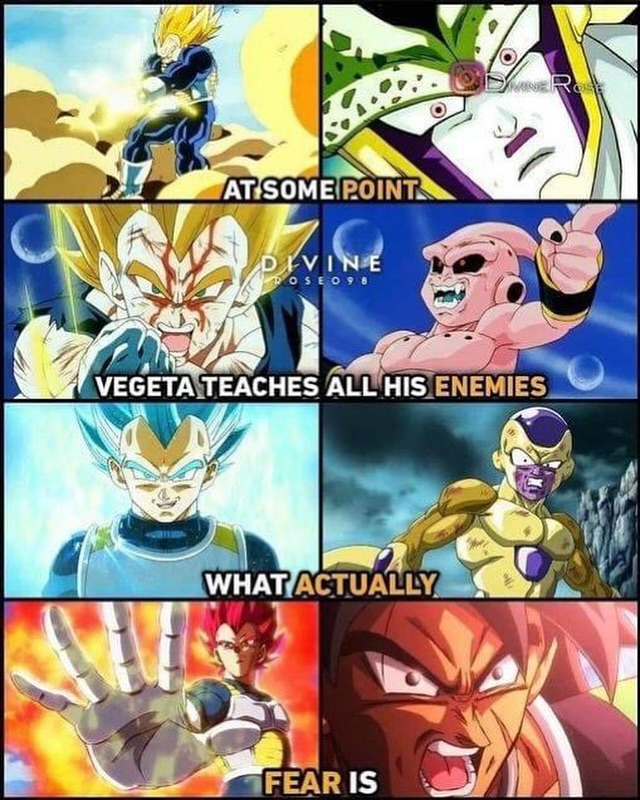 DIVINEROSE
AT SOME POINT
DIVINE
ROSE098
VEGETA TEACHES ALL HIS ENEMIES
WHAT ACTUALLY
FEAR IS